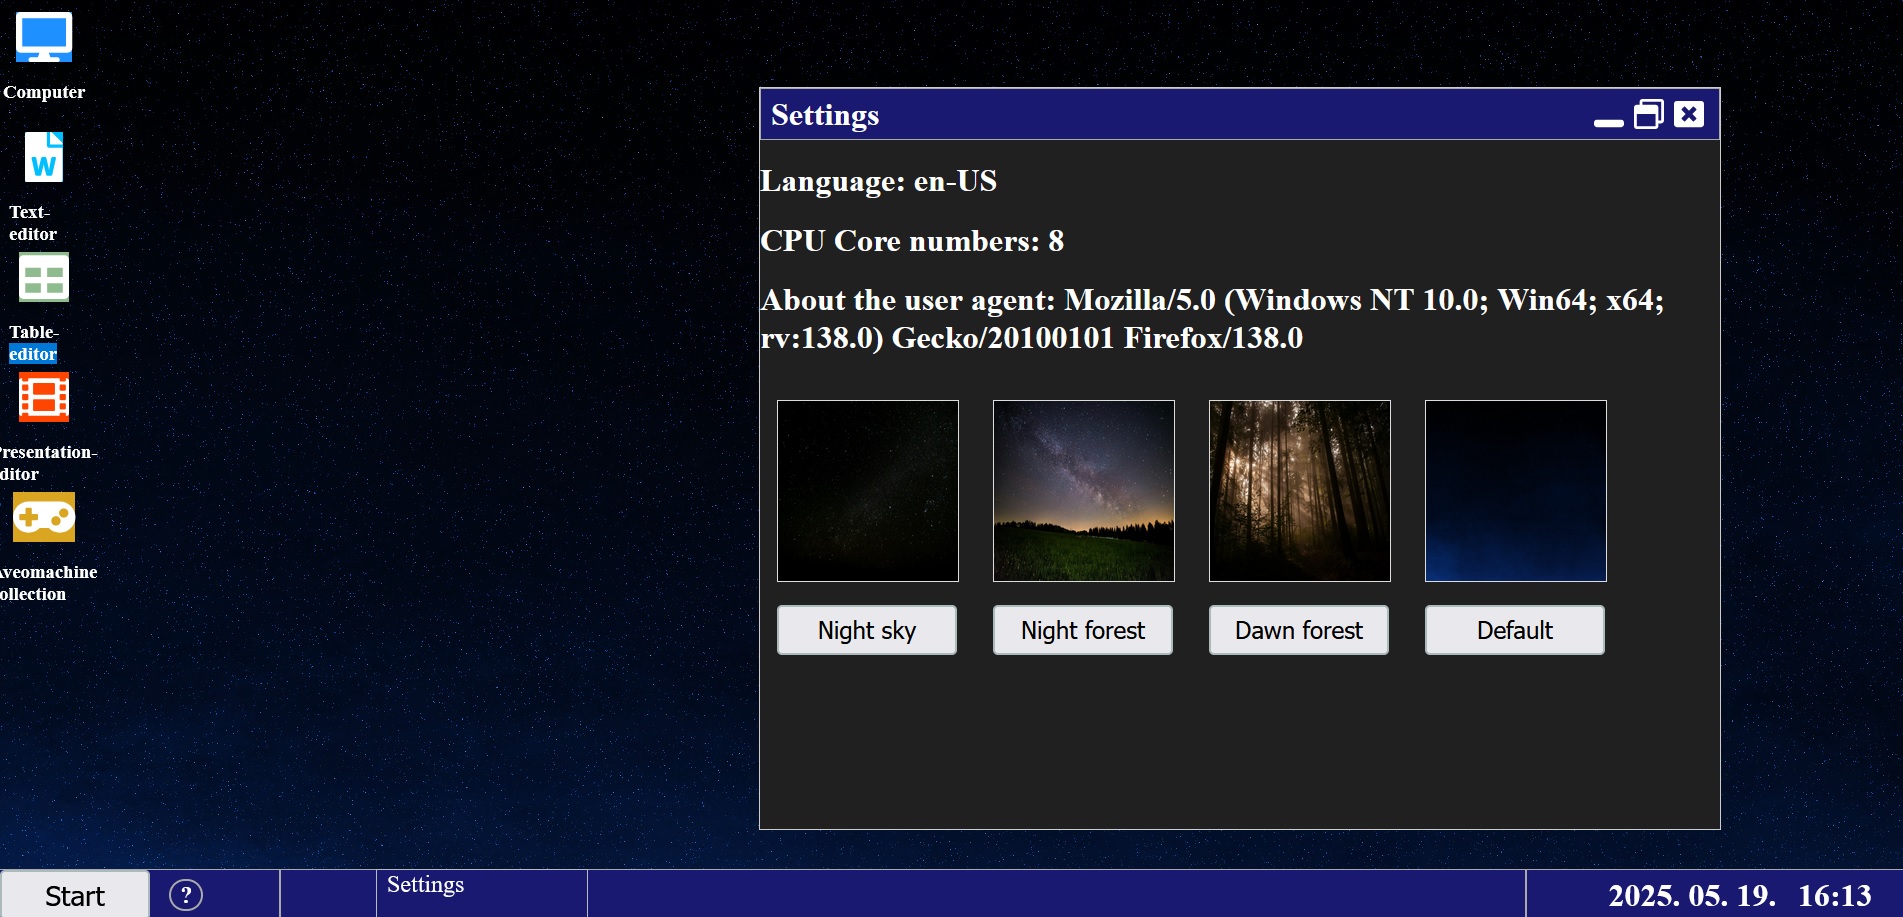 Computer
W
Text-
editor
Table-
editor
Presentation-
ditor
Aveomachine
ollection
Settings
Language: en-US
CPU Core numbers: 8
About the user agent: Mozilla/5.0 (Windows NT 10.0; Win64; x64;
rv:138.0) Gecko/20100101 Firefox/138.0
Night sky
Night forest
Dawn forest
Default
Start
?
Settings
2025. 05. 19. 16:13